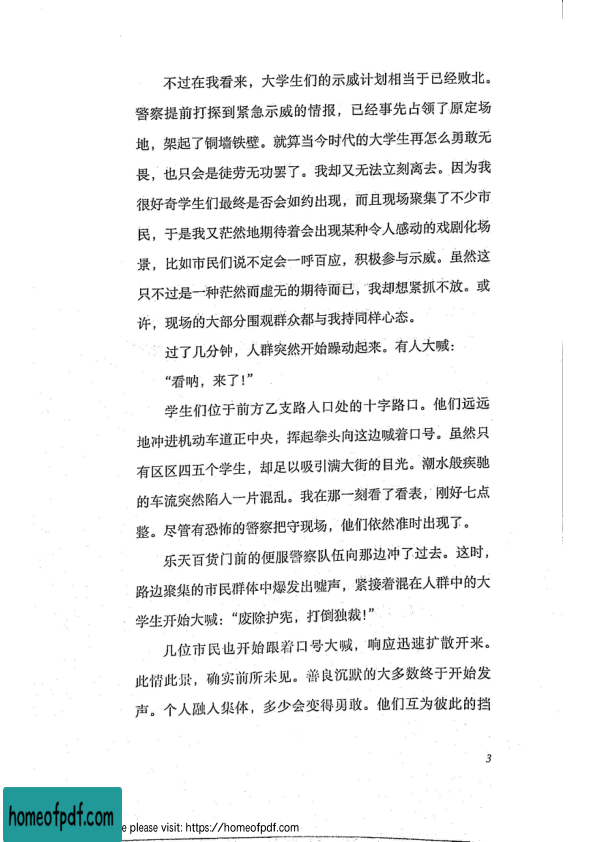 不过在我看来，大学生们的示威计划相当于已经败北。
警察提前打探到紧急示威的情报，已经事先占领了原定场
地，架起了铜墙铁壁。就算当今时代的大学生再怎么勇敢无
畏，也只会是徒劳无功罢了。我却又无法立刻离去。因为我
很好奇学生们最终是否会如约出现，而且现场聚集了不少市
民，于是我又茫然地期待着会出现某种令人感动的戏剧化场
景，比如市民们说不定会一呼百应，积极参与示威。虽然这
只不过是一种茫然而虚无的期待而已，我却想紧抓不放。或
许，现场的大部分围观群众都与我持同样心态。
过了几分钟，人群突然开始躁动起来。有人大喊：
“看呐，来了！”
学生们位于前方乙支路入口处的十字路口。他们远远
地冲进机动车道正中央，挥起拳头向这边喊着口号。虽然只
有区区四五个学生，却足以吸引满大街的目光。潮水般疾驰
的车流突然陷入一片混乱。我在那一刻看了看表，刚好七点
整。尽管有恐怖的警察把守现场，他们依然准时出现了。
乐天百货门前的便服警察队伍向那边冲了过去。这时，
路边聚集的市民群体中爆发出嘘声，紧接着混在人群中的大
学生开始大喊：“废除护宪，打倒独裁！”
几位市民也开始跟着口号大喊，响应迅速扩散开来。
此情此景，确实前所未见。善良沉默的大多数终于开始发
声。个人融入集体，多少会变得勇敢。他们互为彼此的挡
3
homeofpdf.com
e please visit: https://homeofpdf.com